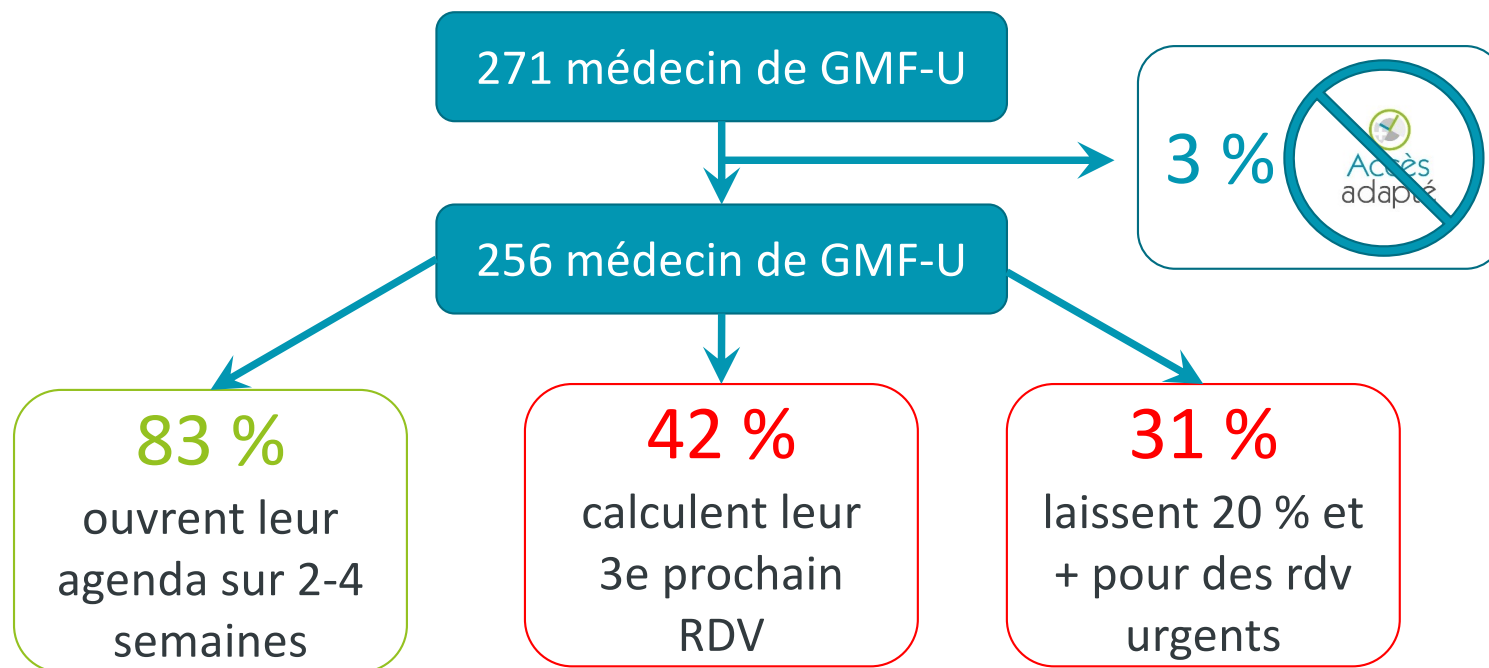 271 médecin de GMF-U
3 %
Accès
adapté
256 médecin de GMF-U
83 %
ouvrent leur
agenda sur 2-4
semaines
42 %
calculent leur
3e prochain
RDV
31 %
laissent 20 % et
+ pour des rdv
urgents